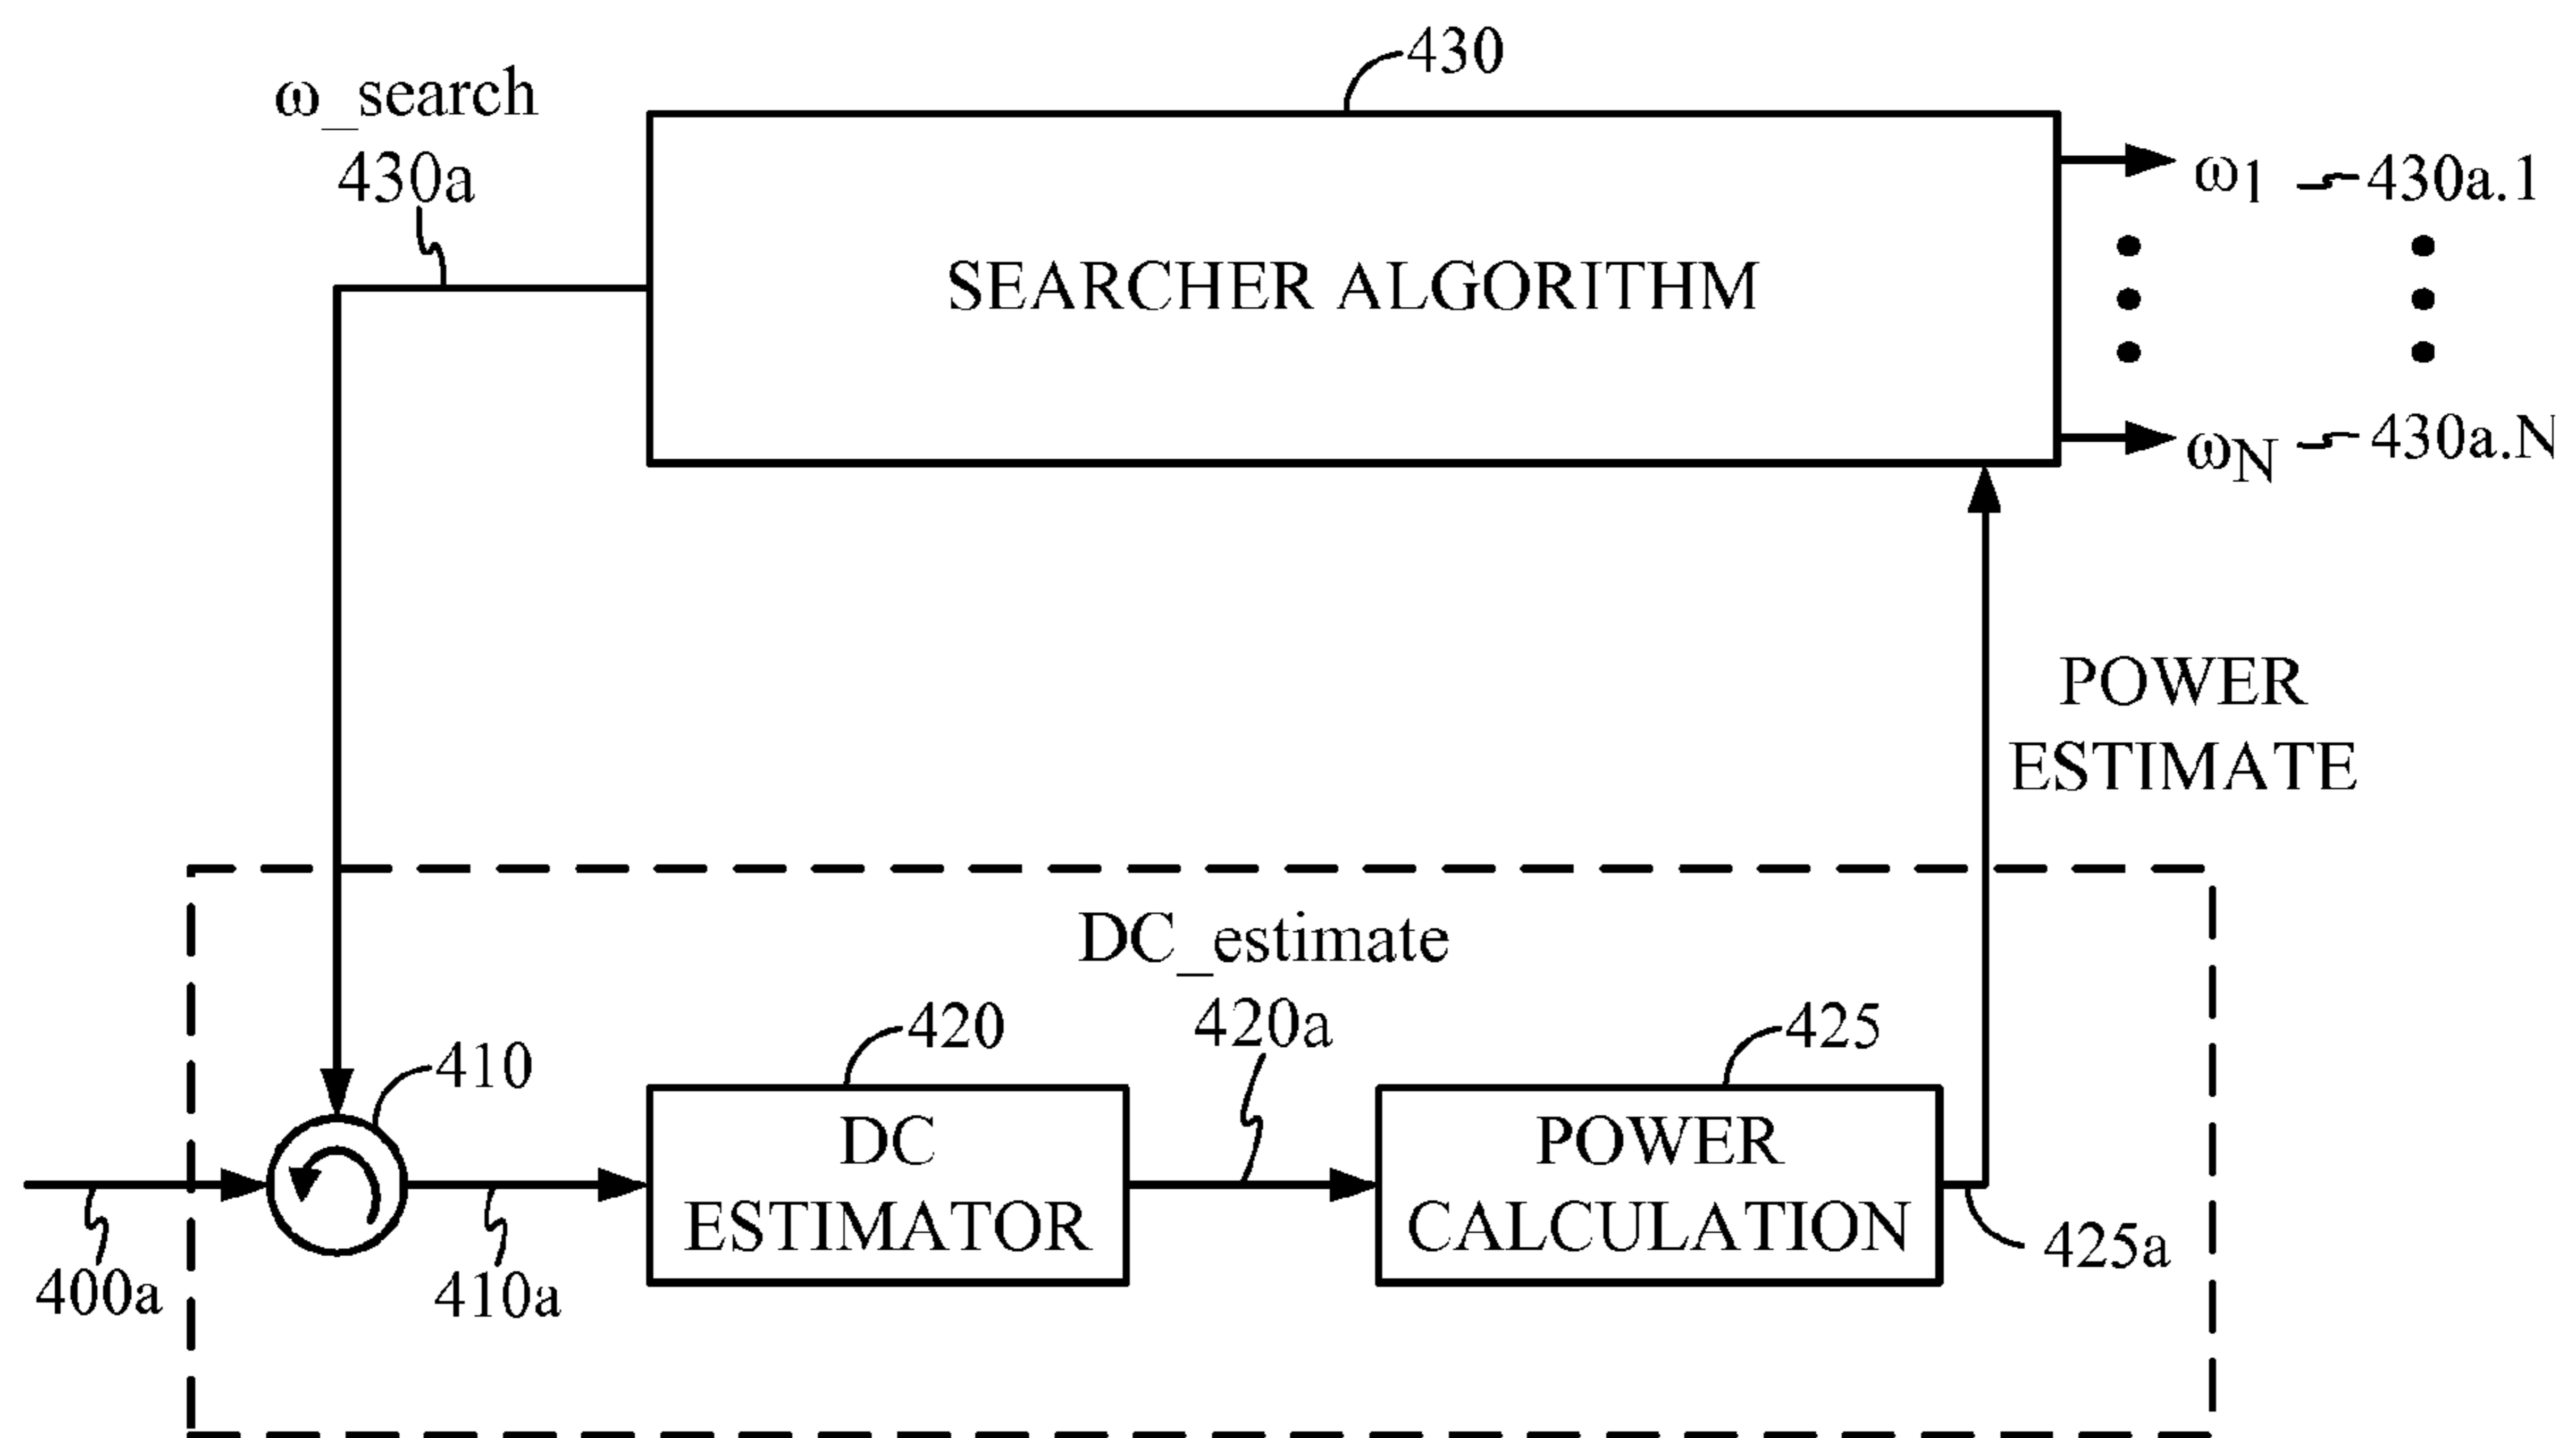 430
ω_search
430a
SEARCHER ALGORITHM
ω1 430a.1
ωN 430a.N
POWER
ESTIMATE
DC_estimate
420a
420
425
410
DC
ESTIMATOR
POWER
CALCULATION
400a
410a
425a